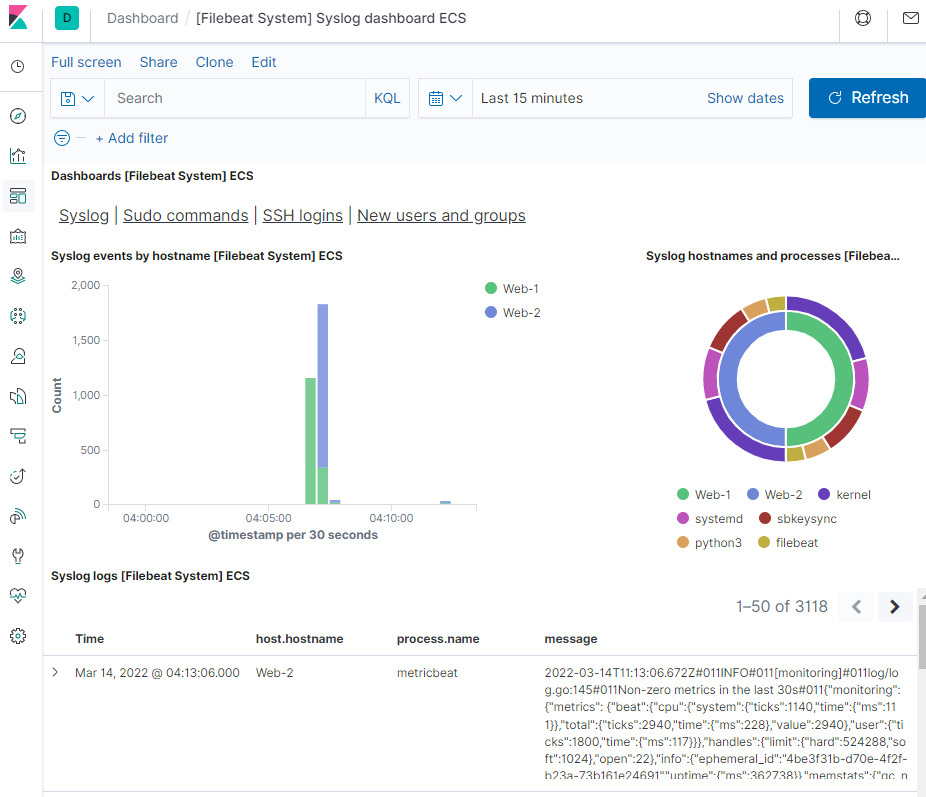 D Dashboard / [Filebeat System] Syslog dashboard ECS
Full screen Share Clone Edit
Search KQL Last 15 minutes Show dates Refresh
+ Add filter
Dashboards [Filebeat System] ECS
Syslog | Sudo commands | SSH logins | New users and groups
Syslog events by hostname [Filebeat System] ECS
2,000
1,500
1,000
500
0
Count
04:00:00 04:05:00 04:10:00
@timestamp per 30 seconds
Web-1
Web-2
Syslog hostnames and processes [Filebea...
Web-1 Web-2 kernel
systemd sbkeysync
python3 filebeat
Syslog logs [Filebeat System] ECS
1–50 of 3118
Time host.hostname process.name message
Mar 14, 2022 @ 04:13:06.000 Web-2 metricbeat 2022-03-14T11:13:06.672Z#011INFO#011[monitoring]#011log/lo
g.go:145#011Non-zero metrics in the last 30s#011{"monitoring":
{"metrics": {"beat":{"cpu":{"system":{"ticks":1140,"time":{"ms":11
1}},"total":{"ticks":2940,"time":{"ms":228},"value":2940},"user":{"ti
cks":1800,"time":{"ms":117}}},"handles":{"limit":{"hard":524288,"so
ft":1024},"open":22},"info":{"ephemeral_id":"4be3f31b-d70e-4f2f-
b23a-73b161e24691","uptime":{"ms":362738}},"memstats":{"gc_n